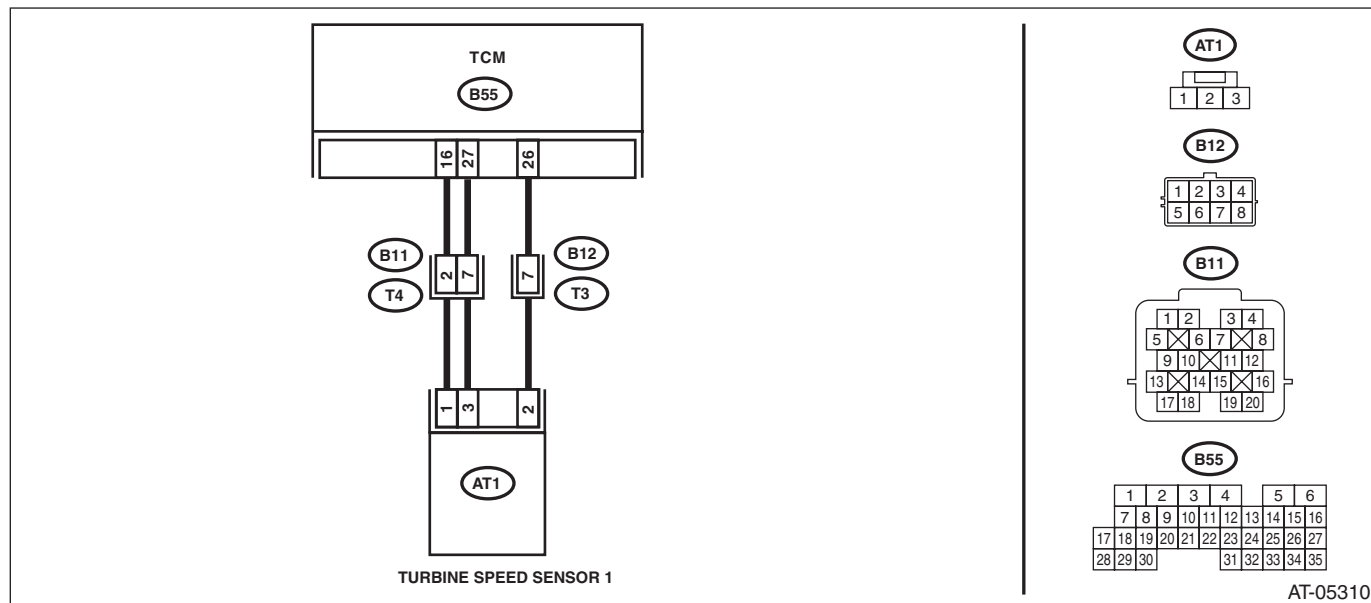 TCM
B55
16 27 26
B11 2 7 7 B12
T4 T3
1 3 2
AT1
TURBINE SPEED SENSOR 1
AT1
1 2 3
B12
1 2 3 4
5 6 7 8
B11
1 2 3 4
5 6 7 8
9 10 11 12
13 14 15 16
17 18 19 20
B55
1 2 3 4 5 6
7 8 9 10 11 12 13 14 15 16
17 18 19 20 21 22 23 24 25 26 27
28 29 30 31 32 33 34 35
AT-05310